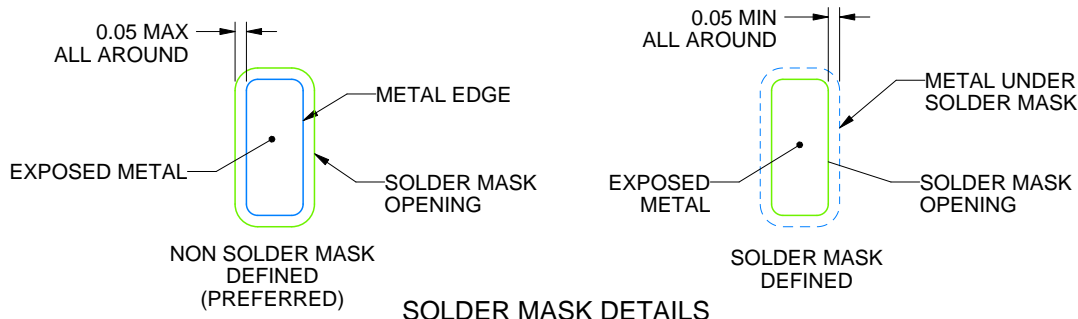 0.05 MAX
ALL AROUND
METAL EDGE
EXPOSED METAL
SOLDER MASK
OPENING
NON SOLDER MASK
DEFINED
(PREFERRED)
0.05 MIN
ALL AROUND
METAL UNDER
SOLDER MASK
EXPOSED
METAL
SOLDER MASK
OPENING
SOLDER MASK
DEFINED
SOLDER MASK DETAILS